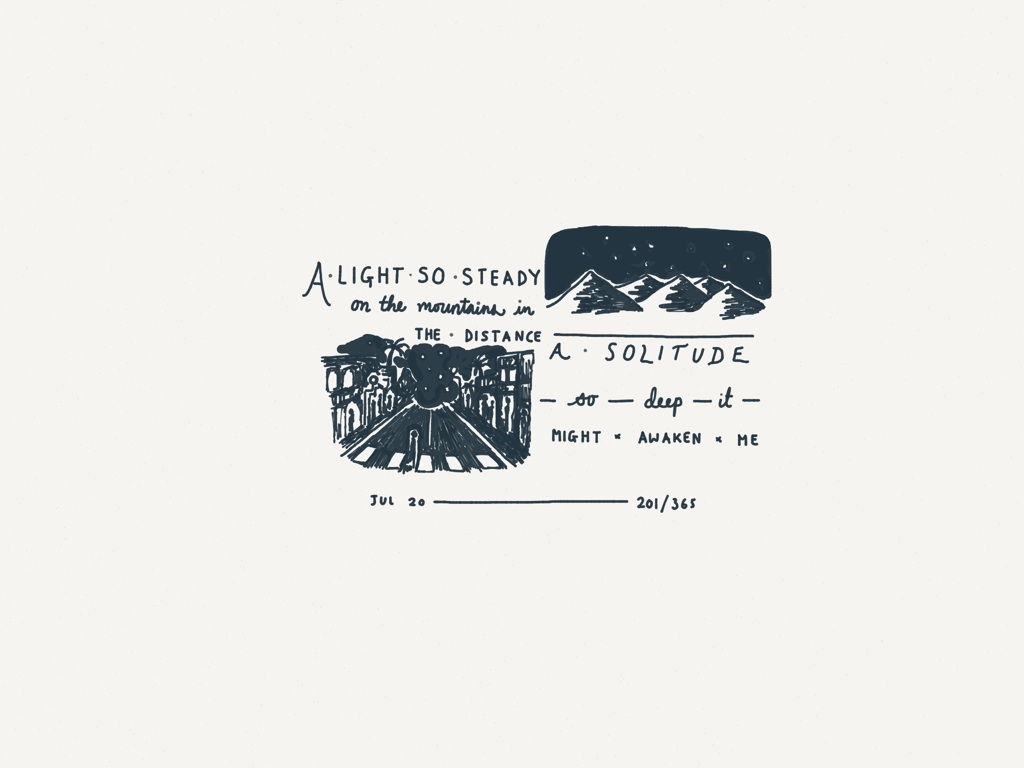 A·LIGHT·SO·STEADY
on the mountains in
THE · DISTANCE
A · SOLITUDE
— so — deep — it —
MIGHT × AWAKEN × ME
JUL 20 — 201/365